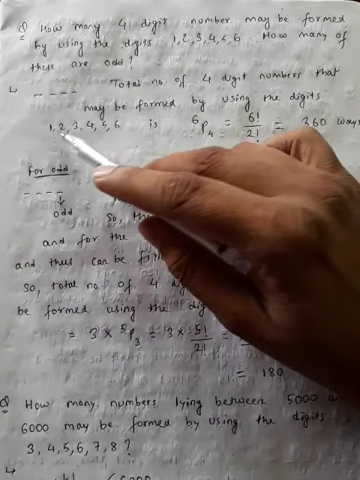 Q How many 4 digit number may be formed
by using the digits 1,2,3,4,5,6 How many of
these are odd?
↳ _ _ _ _ Total no. of 4 digit numbers that
may be formed by using the digits
1,2,3,4,5,6 is ⁶P₄ = 6!/2! = 360 ways
For odd
_ _ _ _
↓
odd So, the
and for the
and thus can be
So, total no. of 4
be formed using the
= 3 × ⁵P₃ = 3 × 5!/2! =
= 180
Q How many numbers lying between 5000
6000 may be formed by using the digits
3,4,5,6,7,8?
↳